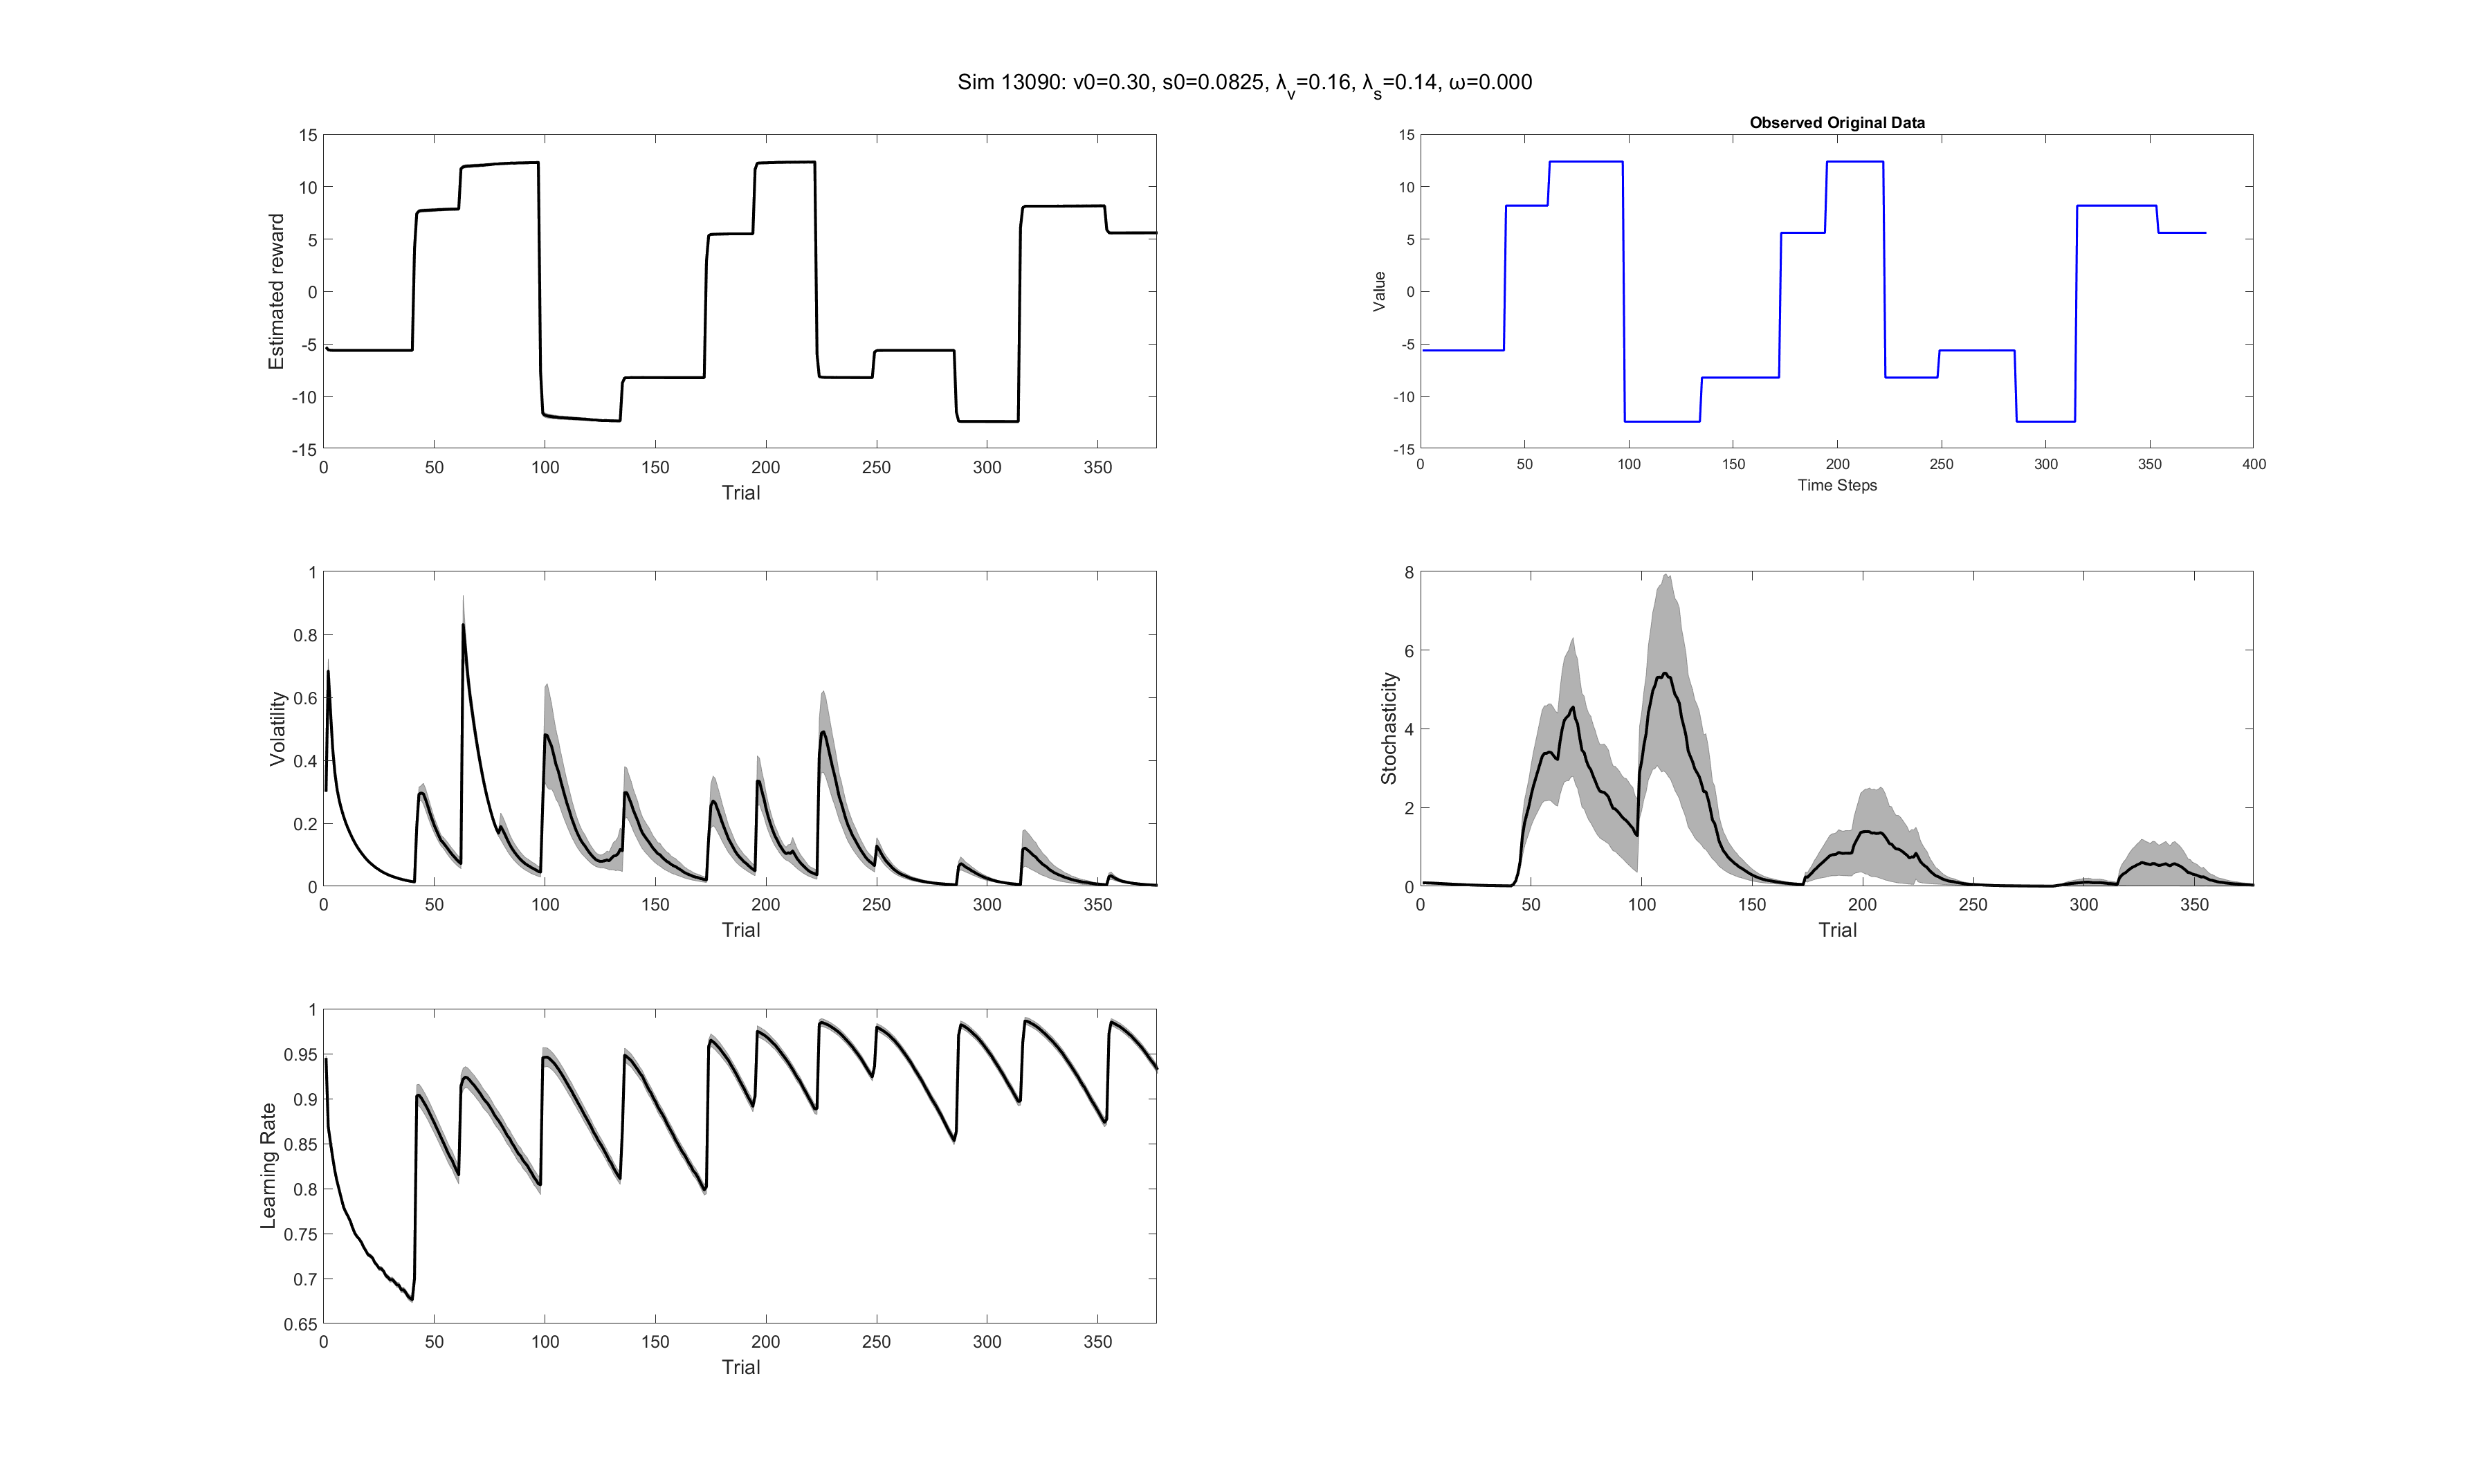 Sim 13090: v0=0.30, s0=0.0825, λv=0.16, λs=0.14, ω=0.000
15
10
5
0
-5
-10
-15
Estimated reward
0 50 100 150 200 250 300 350
Trial
Observed Original Data
15
10
5
0
-5
-10
-15
Value
0 50 100 150 200 250 300 350 400
Time Steps
1
0.8
0.6
0.4
0.2
0
Volatility
0 50 100 150 200 250 300 350
Trial
8
6
4
2
0
Stochasticity
0 50 100 150 200 250 300 350
Trial
1
0.95
0.9
0.85
0.8
0.75
0.7
0.65
Learning Rate
0 50 100 150 200 250 300 350
Trial